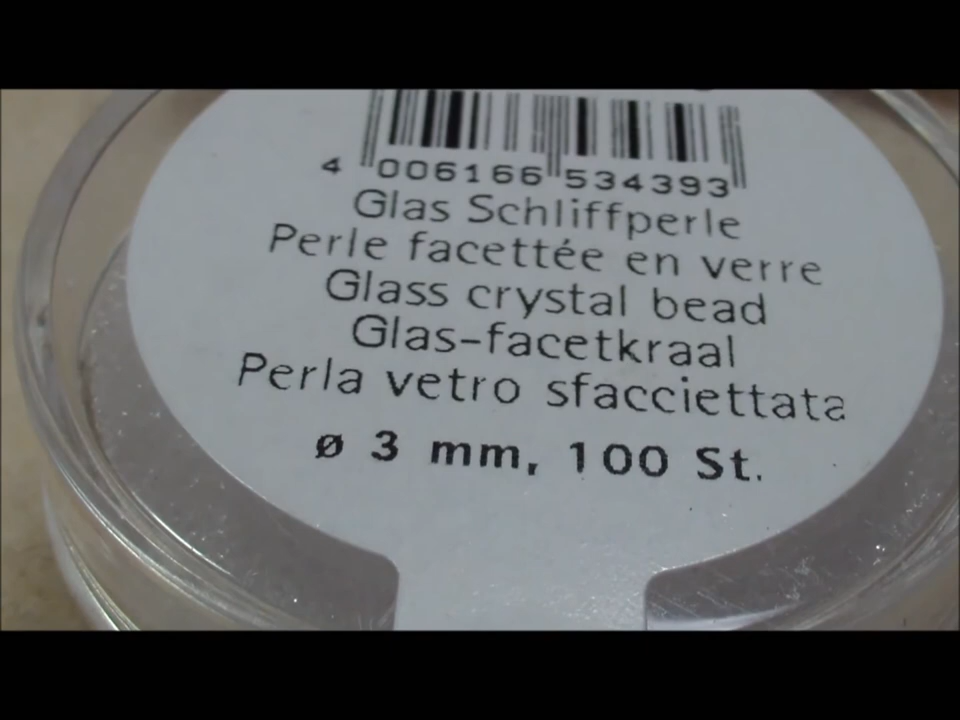 4 006166 534393
Glas Schliffperle
Perle facettée en verre
Glass crystal bead
Glas-facetkraal
Perla vetro sfacciettata
ø 3 mm, 100 St.